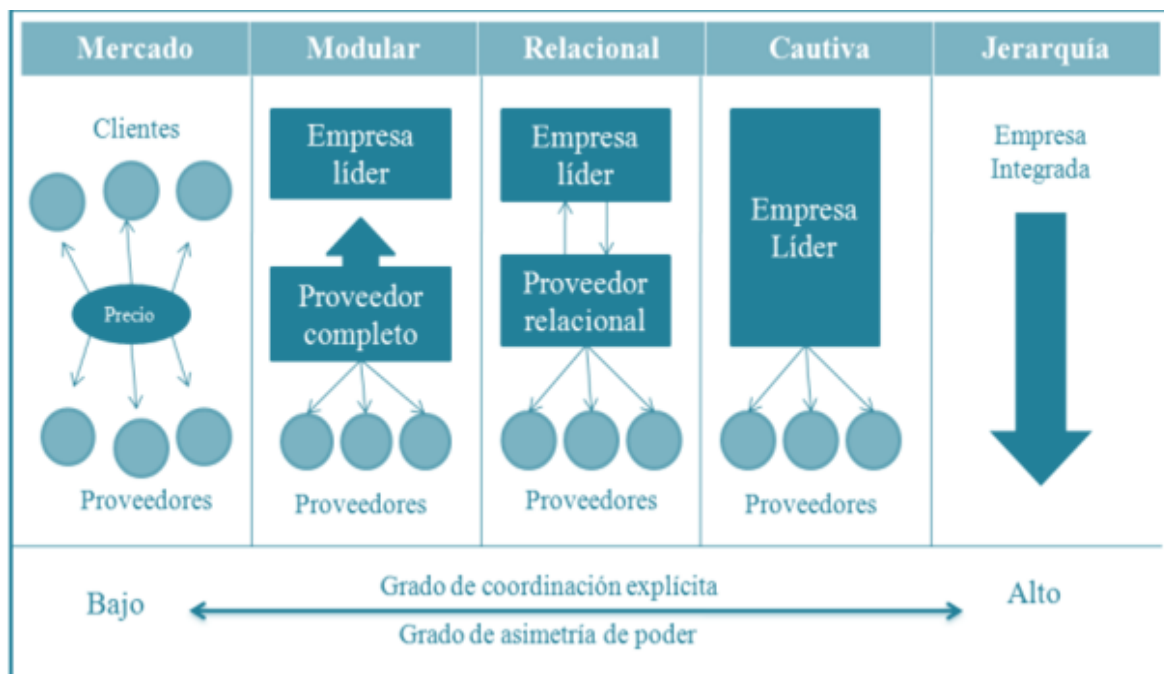 Mercado
Modular
Relacional
Cautiva
Jerarquía
Clientes
Precio
Proveedores
Empresa
líder
Proveedor
completo
Proveedores
Empresa
líder
Proveedor
relacional
Proveedores
Empresa
Líder
Proveedores
Empresa
Integrada
Bajo
Grado de coordinación explícita
Grado de asimetría de poder
Alto